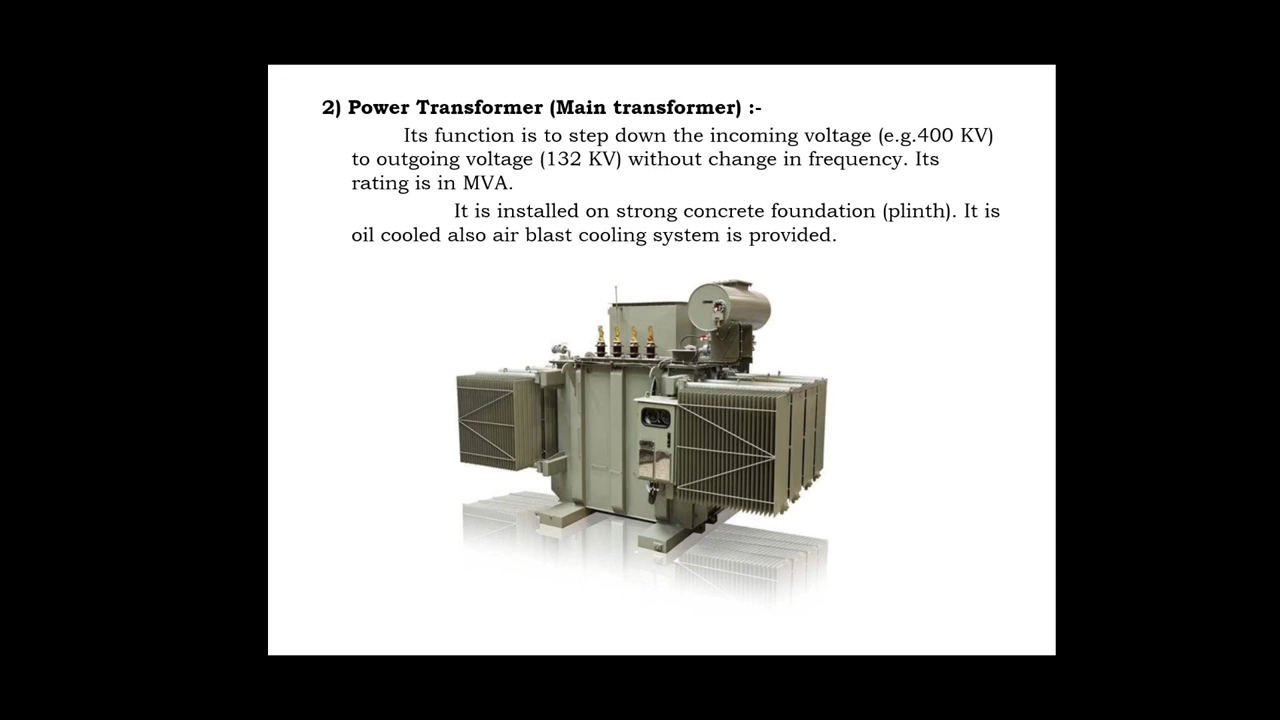 2) Power Transformer (Main transformer) :-
Its function is to step down the incoming voltage (e.g.400 KV)
to outgoing voltage (132 KV) without change in frequency. Its
rating is in MVA.
It is installed on strong concrete foundation (plinth). It is
oil cooled also air blast cooling system is provided.